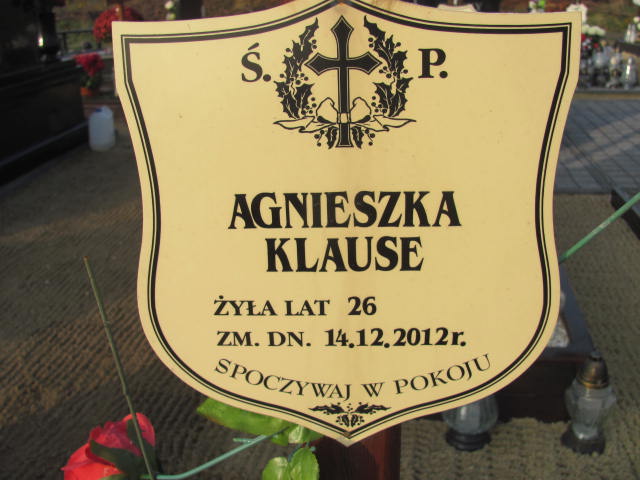 Ś. P.
AGNIESZKA
KLAUSE
ŻYŁA LAT 26
ZM. DN. 14.12.2012r.
SPOCZYWAJ W POKOJU